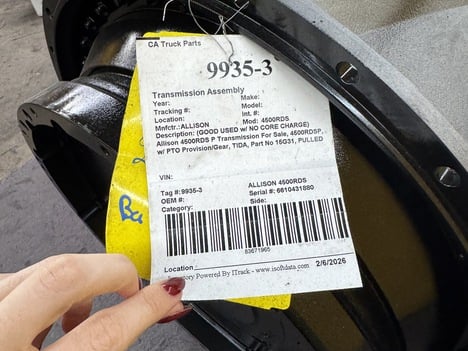 CA Truck Parts
9935-3
Transmission Assembly
Year: Make:
Tracking #: Model:
Location: Int. #:
Mnfctr.:ALLISON Mod: 4500RDS
Description: (GOOD USED w/ NO CORE CHARGE)
Allison 4500RDS P Transmission For Sale, 4500RDSP,
w/ PTO Provision/Gear, TIDA, Part No 15G31, PULLED
VIN:
Tag #:9935-3 ALLISON 4500RDS
OEM #: Serial #: 6610431880
Category: Side:
83671965
Location
Inventory Powered By ITrack - www.isoftdata.com 2/6/2026